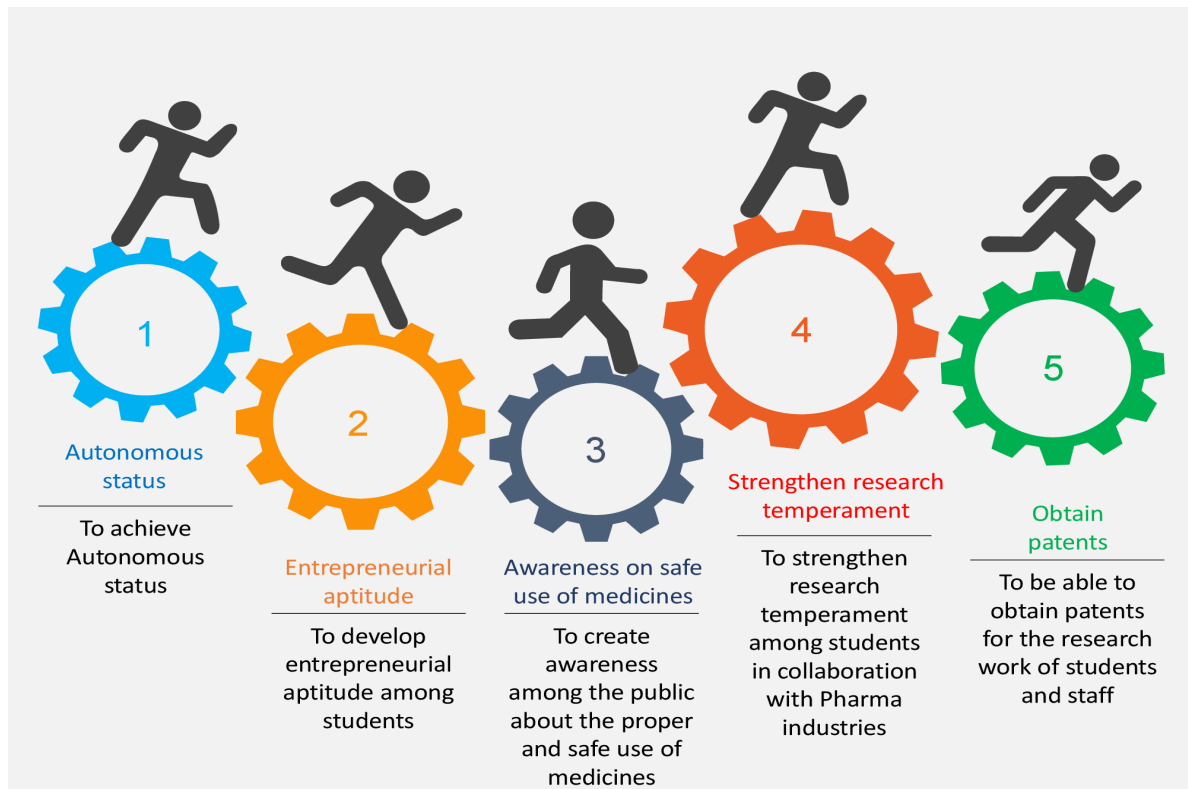 1
Autonomous
status
To achieve
Autonomous
status
2
Entrepreneurial
aptitude
To develop
entrepreneurial
aptitude among
students
3
Awareness on safe
use of medicines
To create
awareness
among the public
about the proper
and safe use of
medicines
4
Strengthen research
temperament
To strengthen
research
temperament
among students
in collaboration
with Pharma
industries
5
Obtain
patents
To be able to
obtain patents
for the research
work of students
and staff